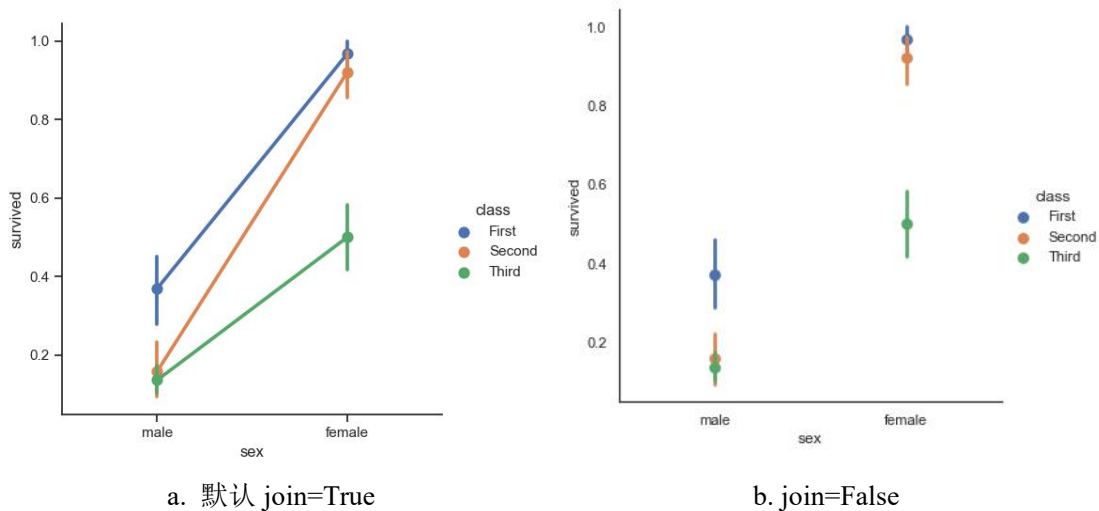 1.0
0.8
0.6
0.4
0.2
survived
male
female
sex
class
First
Second
Third
1.0
0.8
0.6
0.4
0.2
survived
male
female
sex
class
First
Second
Third
a. 默认 join=True
b. join=False